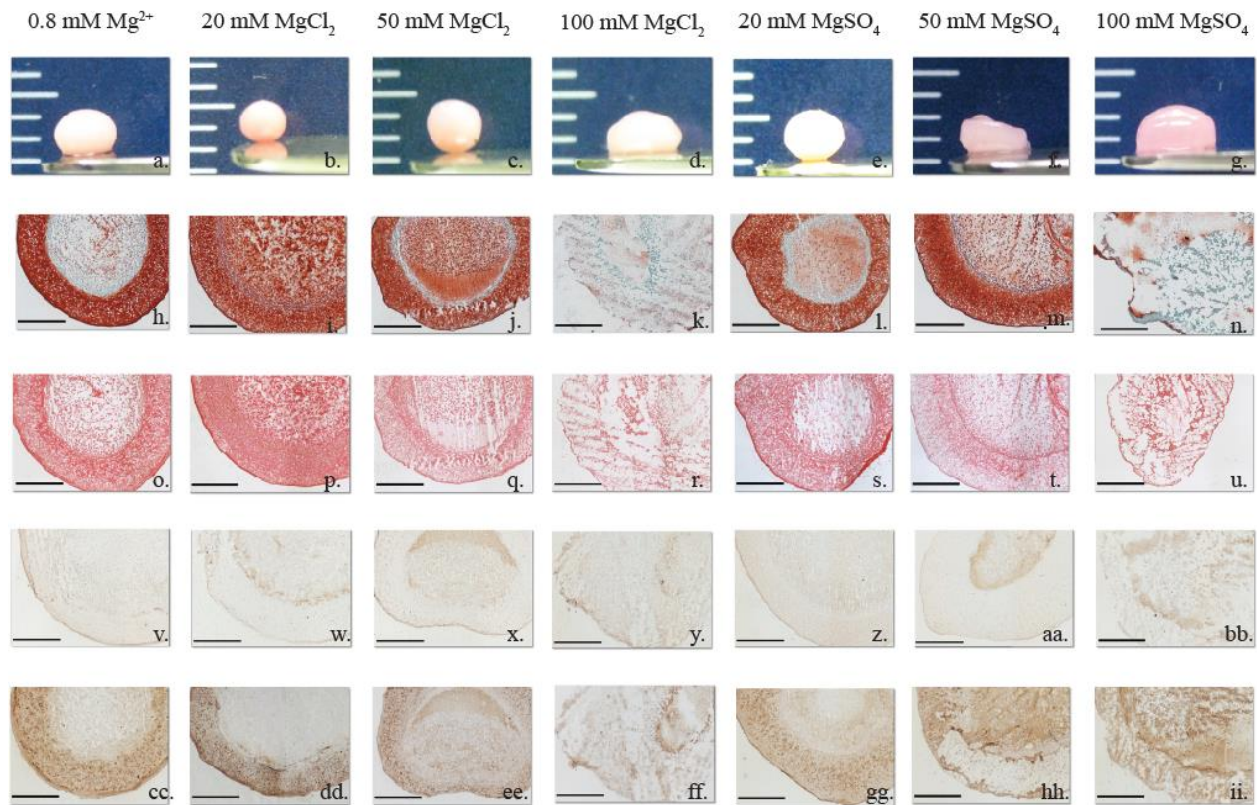 0.8 mM Mg²⁺ 20 mM MgCl₂ 50 mM MgCl₂ 100 mM MgCl₂ 20 mM MgSO₄ 50 mM MgSO₄ 100 mM MgSO₄
a. b. c. d. e. f. g.
h. i. j. k. l. m. n.
o. p. q. r. s. t. u.
v. w. x. y. z. aa. bb.
cc. dd. ee. ff. gg. hh. ii.